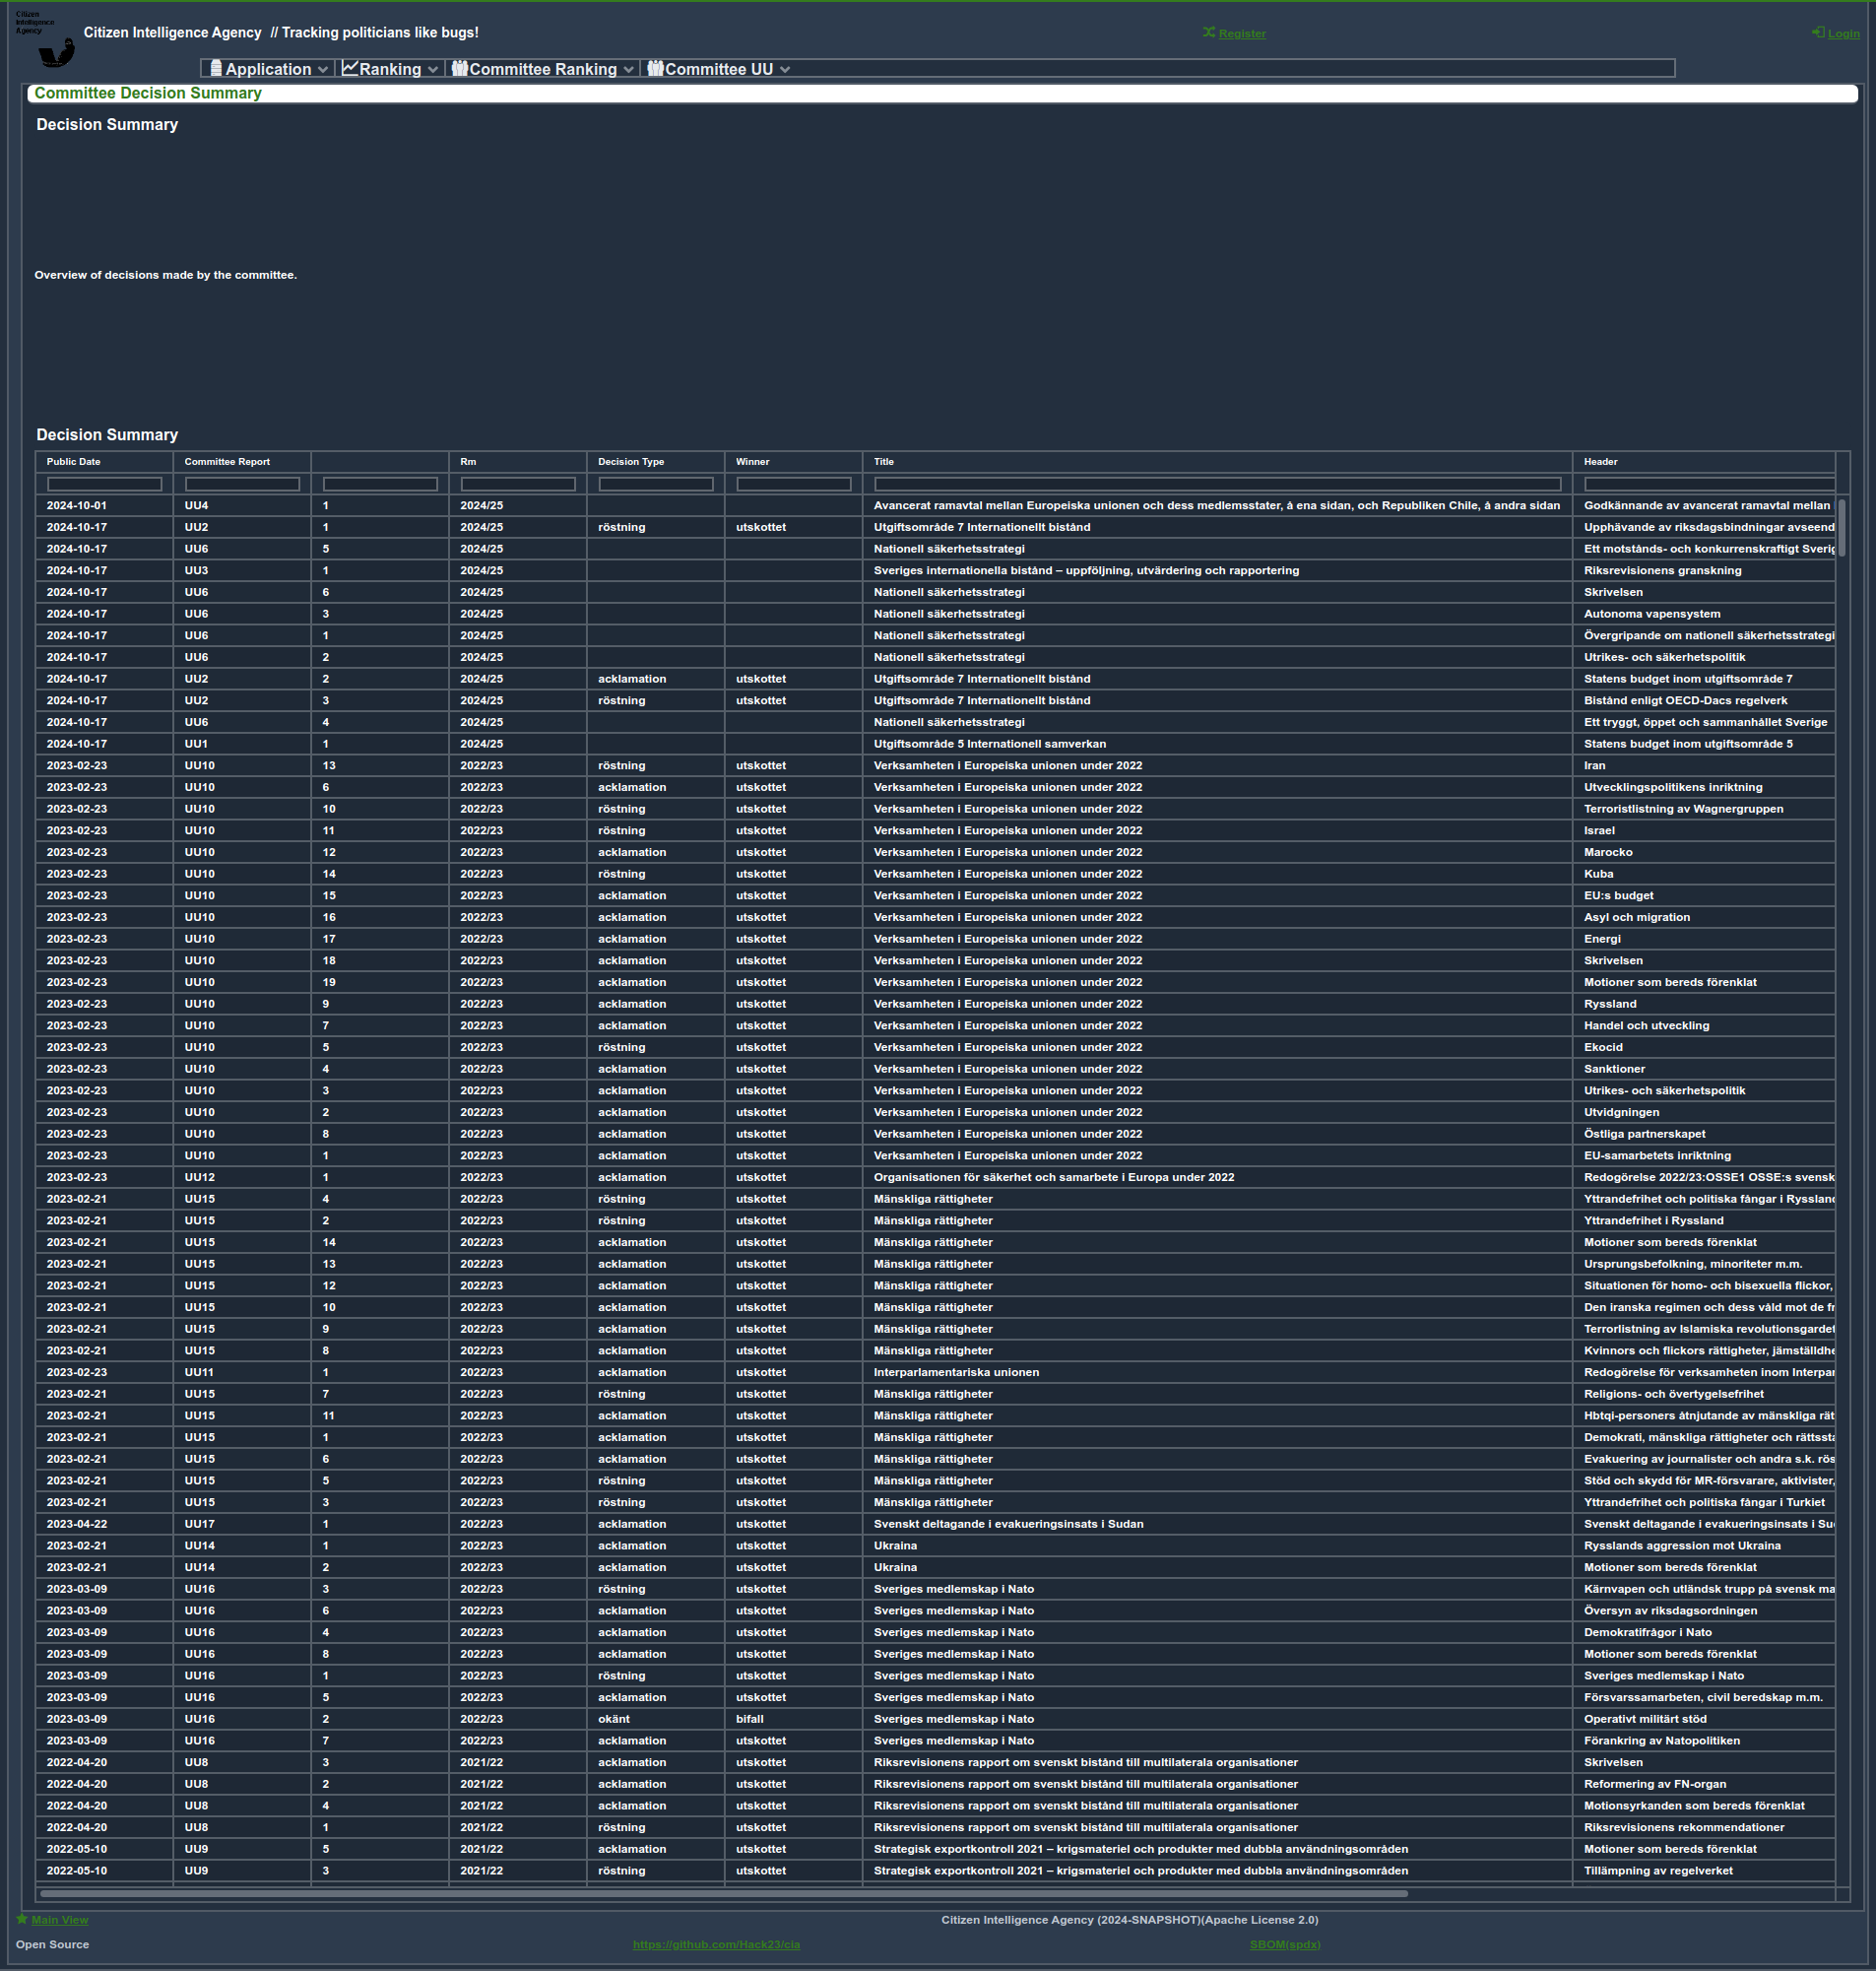 Citizen
Intelligence
Agency
Citizen Intelligence Agency // Tracking politicians like bugs!
Register
Login
Application Ranking Committee Ranking Committee UU
Committee Decision Summary
Decision Summary
Overview of decisions made by the committee.
Decision Summary
Public Date Committee Report Rm Decision Type Winner Title Header
2024-10-01 UU4 1 2024/25 Avancerat ramavtal mellan Europeiska unionen och dess medlemsstater, å ena sidan, och Republiken Chile, å andra sidan Godkännande av avancerat ramavtal mellan
2024-10-17 UU2 1 2024/25 röstning utskottet Utgiftsområde 7 Internationellt bistånd Upphävande av riksdagsbindningar avseend
2024-10-17 UU6 5 2024/25 Nationell säkerhetsstrategi Ett motstånds- och konkurrenskraftigt Sverig
2024-10-17 UU3 1 2024/25 Sveriges internationella bistånd – uppföljning, utvärdering och rapportering Riksrevisionens granskning
2024-10-17 UU6 6 2024/25 Nationell säkerhetsstrategi Skrivelsen
2024-10-17 UU6 3 2024/25 Nationell säkerhetsstrategi Autonoma vapensystem
2024-10-17 UU6 1 2024/25 Nationell säkerhetsstrategi Övergripande om nationell säkerhetsstrategi
2024-10-17 UU6 2 2024/25 Nationell säkerhetsstrategi Utrikes- och säkerhetspolitik
2024-10-17 UU2 2 2024/25 acklamation utskottet Utgiftsområde 7 Internationellt bistånd Statens budget inom utgiftsområde 7
2024-10-17 UU2 3 2024/25 röstning utskottet Utgiftsområde 7 Internationellt bistånd Bistånd enligt OECD-Dacs regelverk
2024-10-17 UU6 4 2024/25 Nationell säkerhetsstrategi Ett tryggt, öppet och sammanhållet Sverige
2024-10-17 UU1 1 2024/25 Utgiftsområde 5 Internationell samverkan Statens budget inom utgiftsområde 5
2023-02-23 UU10 13 2022/23 röstning utskottet Verksamheten i Europeiska unionen under 2022 Iran
2023-02-23 UU10 6 2022/23 acklamation utskottet Verksamheten i Europeiska unionen under 2022 Utvecklingspolitikens inriktning
2023-02-23 UU10 10 2022/23 röstning utskottet Verksamheten i Europeiska unionen under 2022 Terroristlistning av Wagnergruppen
2023-02-23 UU10 11 2022/23 röstning utskottet Verksamheten i Europeiska unionen under 2022 Israel
2023-02-23 UU10 12 2022/23 acklamation utskottet Verksamheten i Europeiska unionen under 2022 Marocko
2023-02-23 UU10 14 2022/23 röstning utskottet Verksamheten i Europeiska unionen under 2022 Kuba
2023-02-23 UU10 15 2022/23 acklamation utskottet Verksamheten i Europeiska unionen under 2022 EU:s budget
2023-02-23 UU10 16 2022/23 acklamation utskottet Verksamheten i Europeiska unionen under 2022 Asyl och migration
2023-02-23 UU10 17 2022/23 acklamation utskottet Verksamheten i Europeiska unionen under 2022 Energi
2023-02-23 UU10 18 2022/23 acklamation utskottet Verksamheten i Europeiska unionen under 2022 Skrivelsen
2023-02-23 UU10 19 2022/23 acklamation utskottet Verksamheten i Europeiska unionen under 2022 Motioner som bereds förenklat
2023-02-23 UU10 9 2022/23 acklamation utskottet Verksamheten i Europeiska unionen under 2022 Ryssland
2023-02-23 UU10 7 2022/23 acklamation utskottet Verksamheten i Europeiska unionen under 2022 Handel och utveckling
2023-02-23 UU10 5 2022/23 röstning utskottet Verksamheten i Europeiska unionen under 2022 Ekocid
2023-02-23 UU10 4 2022/23 acklamation utskottet Verksamheten i Europeiska unionen under 2022 Sanktioner
2023-02-23 UU10 3 2022/23 acklamation utskottet Verksamheten i Europeiska unionen under 2022 Utrikes- och säkerhetspolitik
2023-02-23 UU10 2 2022/23 acklamation utskottet Verksamheten i Europeiska unionen under 2022 Utvidgningen
2023-02-23 UU10 8 2022/23 acklamation utskottet Verksamheten i Europeiska unionen under 2022 Östliga partnerskapet
2023-02-23 UU10 1 2022/23 acklamation utskottet Verksamheten i Europeiska unionen under 2022 EU-samarbetets inriktning
2023-02-23 UU12 1 2022/23 acklamation utskottet Organisationen för säkerhet och samarbete i Europa under 2022 Redogörelse 2022/23:OSSE1 OSSE:s svensk
2023-02-21 UU15 4 2022/23 röstning utskottet Mänskliga rättigheter Yttrandefrihet och politiska fångar i Ryssland
2023-02-21 UU15 2 2022/23 röstning utskottet Mänskliga rättigheter Yttrandefrihet i Ryssland
2023-02-21 UU15 14 2022/23 acklamation utskottet Mänskliga rättigheter Motioner som bereds förenklat
2023-02-21 UU15 13 2022/23 acklamation utskottet Mänskliga rättigheter Ursprungsbefolkning, minoriteter m.m.
2023-02-21 UU15 12 2022/23 acklamation utskottet Mänskliga rättigheter Situationen för homo- och bisexuella flickor,
2023-02-21 UU15 10 2022/23 acklamation utskottet Mänskliga rättigheter Den iranska regimen och dess våld mot de fr
2023-02-21 UU15 9 2022/23 acklamation utskottet Mänskliga rättigheter Terrorlistning av Islamiska revolutionsgardet
2023-02-21 UU15 8 2022/23 acklamation utskottet Mänskliga rättigheter Kvinnors och flickors rättigheter, jämställdhe
2023-02-23 UU11 1 2022/23 acklamation utskottet Interparlamentariska unionen Redogörelse för verksamheten inom Interpar
2023-02-21 UU15 7 2022/23 röstning utskottet Mänskliga rättigheter Religions- och övertygelsefrihet
2023-02-21 UU15 11 2022/23 acklamation utskottet Mänskliga rättigheter Hbtqi-personers åtnjutande av mänskliga rät
2023-02-21 UU15 1 2022/23 acklamation utskottet Mänskliga rättigheter Demokrati, mänskliga rättigheter och rättssta
2023-02-21 UU15 6 2022/23 acklamation utskottet Mänskliga rättigheter Evakuering av journalister och andra s.k. rös
2023-02-21 UU15 5 2022/23 röstning utskottet Mänskliga rättigheter Stöd och skydd för MR-försvarare, aktivister,
2023-02-21 UU15 3 2022/23 röstning utskottet Mänskliga rättigheter Yttrandefrihet och politiska fångar i Turkiet
2023-04-22 UU17 1 2022/23 acklamation utskottet Svenskt deltagande i evakueringsinsats i Sudan Svenskt deltagande i evakueringsinsats i Su
2023-02-21 UU14 1 2022/23 acklamation utskottet Ukraina Rysslands aggression mot Ukraina
2023-02-21 UU14 2 2022/23 acklamation utskottet Ukraina Motioner som bereds förenklat
2023-03-09 UU16 3 2022/23 röstning utskottet Sveriges medlemskap i Nato Kärnvapen och utländsk trupp på svensk ma
2023-03-09 UU16 6 2022/23 acklamation utskottet Sveriges medlemskap i Nato Översyn av riksdagsordningen
2023-03-09 UU16 4 2022/23 acklamation utskottet Sveriges medlemskap i Nato Demokratifrågor i Nato
2023-03-09 UU16 8 2022/23 acklamation utskottet Sveriges medlemskap i Nato Motioner som bereds förenklat
2023-03-09 UU16 1 2022/23 röstning utskottet Sveriges medlemskap i Nato Sveriges medlemskap i Nato
2023-03-09 UU16 5 2022/23 acklamation utskottet Sveriges medlemskap i Nato Försvarssamarbeten, civil beredskap m.m.
2023-03-09 UU16 2 2022/23 okänt bifall Sveriges medlemskap i Nato Operativt militärt stöd
2023-03-09 UU16 7 2022/23 acklamation utskottet Sveriges medlemskap i Nato Förankring av Natopolitiken
2022-04-20 UU8 3 2021/22 acklamation utskottet Riksrevisionens rapport om svenskt bistånd till multilaterala organisationer Skrivelsen
2022-04-20 UU8 2 2021/22 acklamation utskottet Riksrevisionens rapport om svenskt bistånd till multilaterala organisationer Reformering av FN-organ
2022-04-20 UU8 4 2021/22 acklamation utskottet Riksrevisionens rapport om svenskt bistånd till multilaterala organisationer Motionsyrkanden som bereds förenklat
2022-04-20 UU8 1 2021/22 röstning utskottet Riksrevisionens rapport om svenskt bistånd till multilaterala organisationer Riksrevisionens rekommendationer
2022-05-10 UU9 5 2021/22 acklamation utskottet Strategisk exportkontroll 2021 – krigsmateriel och produkter med dubbla användningsområden Motioner som bereds förenklat
2022-05-10 UU9 3 2021/22 röstning utskottet Strategisk exportkontroll 2021 – krigsmateriel och produkter med dubbla användningsområden Tillämpning av regelverket
Main View
Citizen Intelligence Agency (2024-SNAPSHOT)(Apache License 2.0)
Open Source
https://github.com/Hack23/cia
SBOM(spdx)